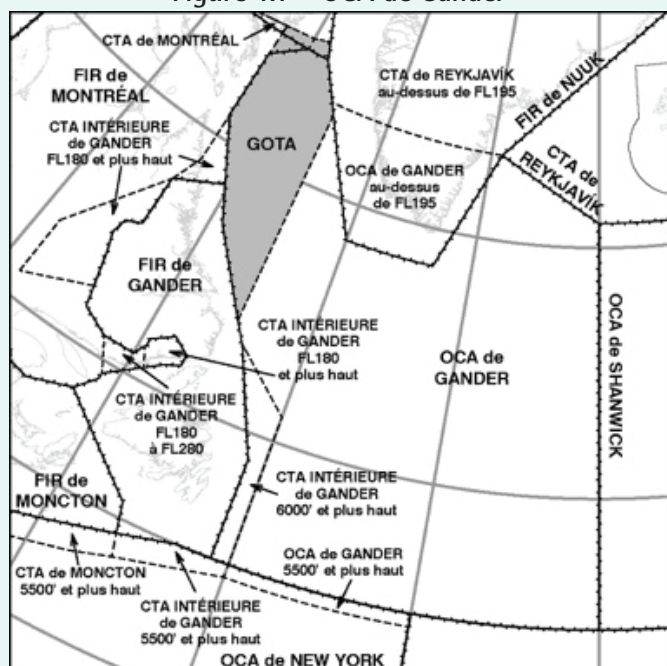 CTA de MONTRÉAL
FIR de
MONTRÉAL
CTA INTÉRIEURE
de GANDER
FL180 et plus haut
GOTA
CTA de REYKJAVÍK
au-dessus de FL195
FIR de NUUK
OCA de GANDER
au-dessus
de FL195
CTA de
REYKJAVÍK
FIR de
GANDER
CTA INTÉRIEURE
de GANDER
FL180
et plus haut
OCA de
GANDER
OCA de SHANWICK
CTA INTÉRIEURE
de GANDER
FL180
à FL280
FIR de
MONCTON
CTA INTÉRIEURE
de GANDER
6000' et plus haut
CTA de MONCTON
5500' et plus haut
OCA de GANDER
5500' et plus haut
CTA INTÉRIEURE
de GANDER
5500' et plus haut
OCA de NEW YORK